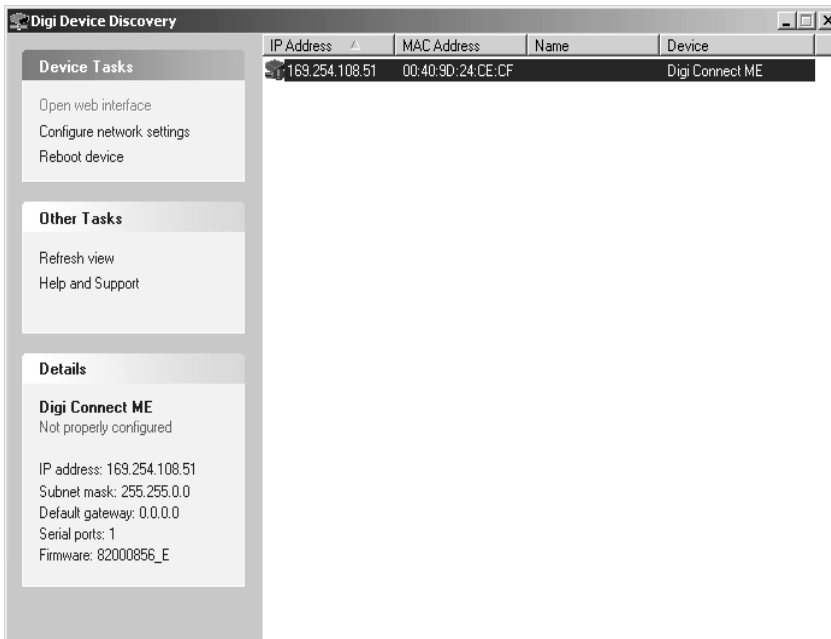 Digi Device Discovery
IP Address MAC Address Name Device
169.254.108.51 00:40:9D:24:CE:CF Digi Connect ME
Device Tasks
Open web interface
Configure network settings
Reboot device
Other Tasks
Refresh view
Help and Support
Details
Digi Connect ME
Not properly configured
IP address: 169.254.108.51
Subnet mask: 255.255.0.0
Default gateway: 0.0.0.0
Serial ports: 1
Firmware: 82000856_E